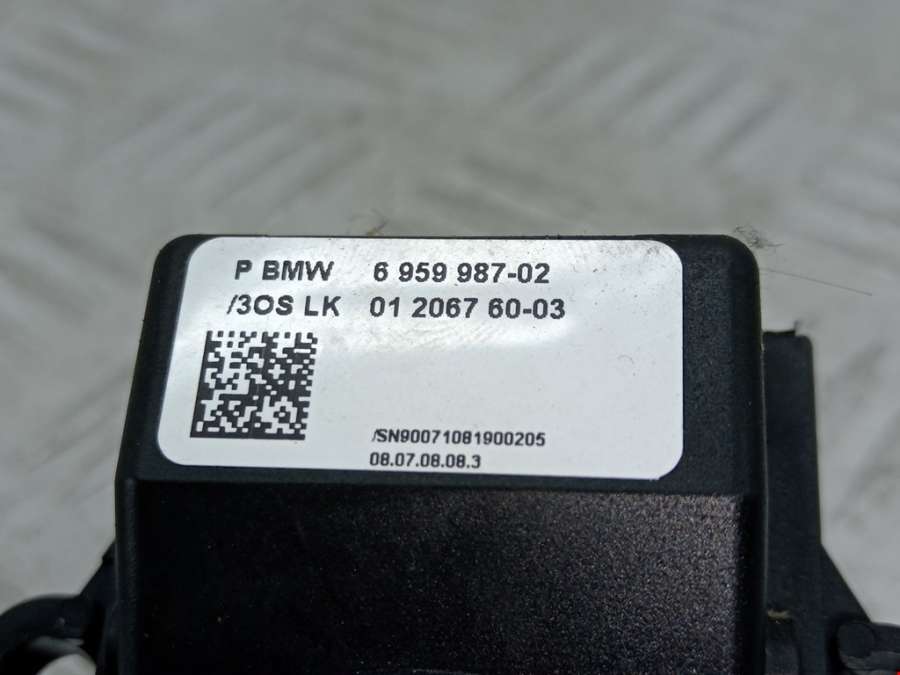 P BMW 6 959 987-02
/3OS LK 01 2067 60-03
/SN90071081900205
08.07.08.08.3